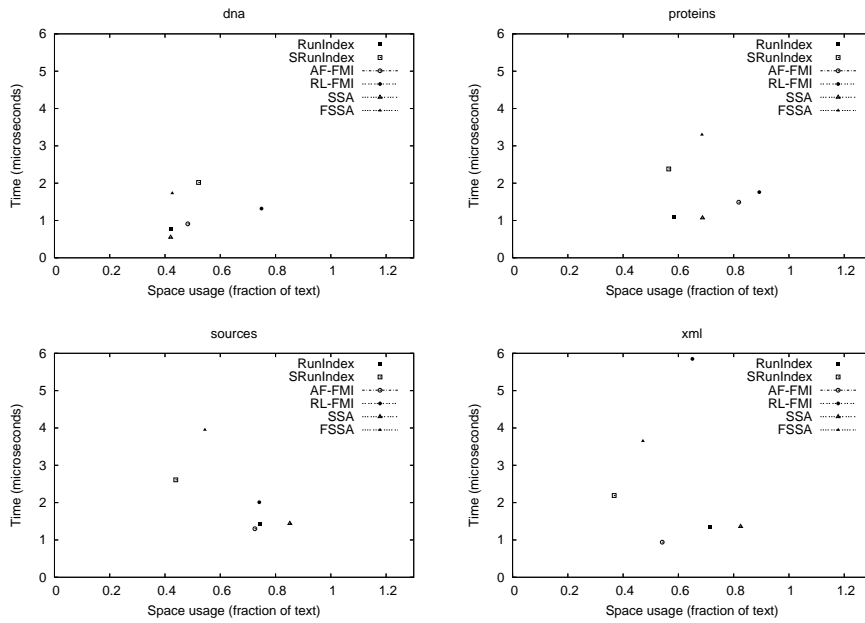 dna
6
5
4
3
2
1
0
Time (microseconds)
0 0.2 0.4 0.6 0.8 1 1.2
Space usage (fraction of text)
RunIndex
SRunIndex
AF-FMI
RL-FMI
SSA
FSSA
proteins
6
5
4
3
2
1
0
Time (microseconds)
0 0.2 0.4 0.6 0.8 1 1.2
Space usage (fraction of text)
RunIndex
SRunIndex
AF-FMI
RL-FMI
SSA
FSSA
sources
6
5
4
3
2
1
0
Time (microseconds)
0 0.2 0.4 0.6 0.8 1 1.2
Space usage (fraction of text)
RunIndex
SRunIndex
AF-FMI
RL-FMI
SSA
FSSA
xml
6
5
4
3
2
1
0
Time (microseconds)
0 0.2 0.4 0.6 0.8 1 1.2
Space usage (fraction of text)
RunIndex
SRunIndex
AF-FMI
RL-FMI
SSA
FSSA